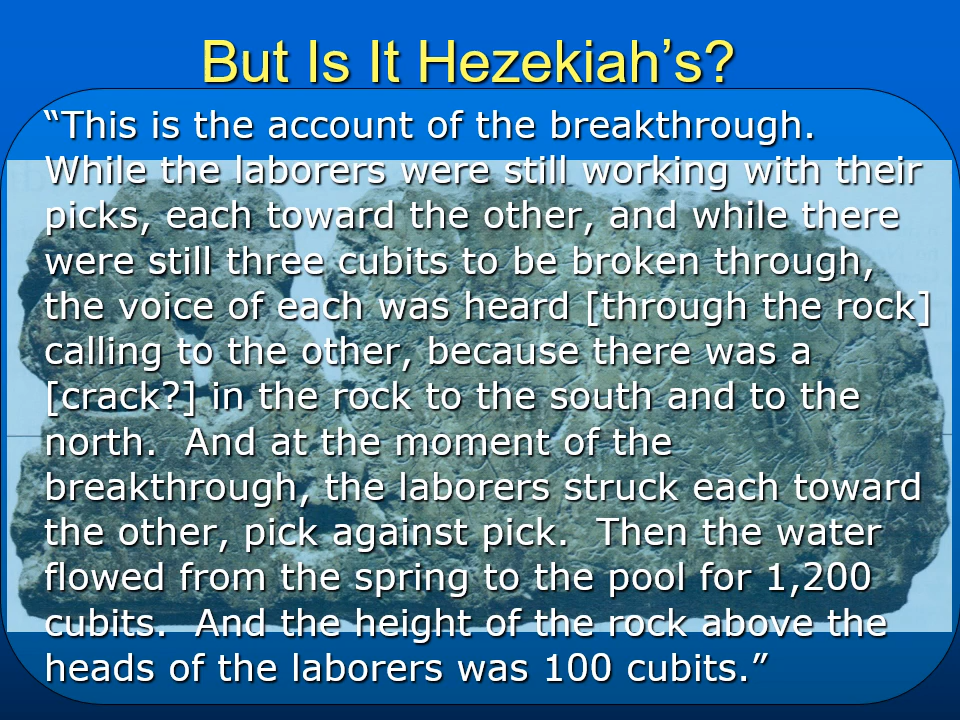 But Is It Hezekiah’s?
“This is the account of the breakthrough.
While the laborers were still working with their
picks, each toward the other, and while there
were still three cubits to be broken through,
the voice of each was heard [through the rock]
calling to the other, because there was a
[crack?] in the rock to the south and to the
north.  And at the moment of the
breakthrough, the laborers struck each toward
the other, pick against pick.  Then the water
flowed from the spring to the pool for 1,200
cubits.  And the height of the rock above the
heads of the laborers was 100 cubits.”